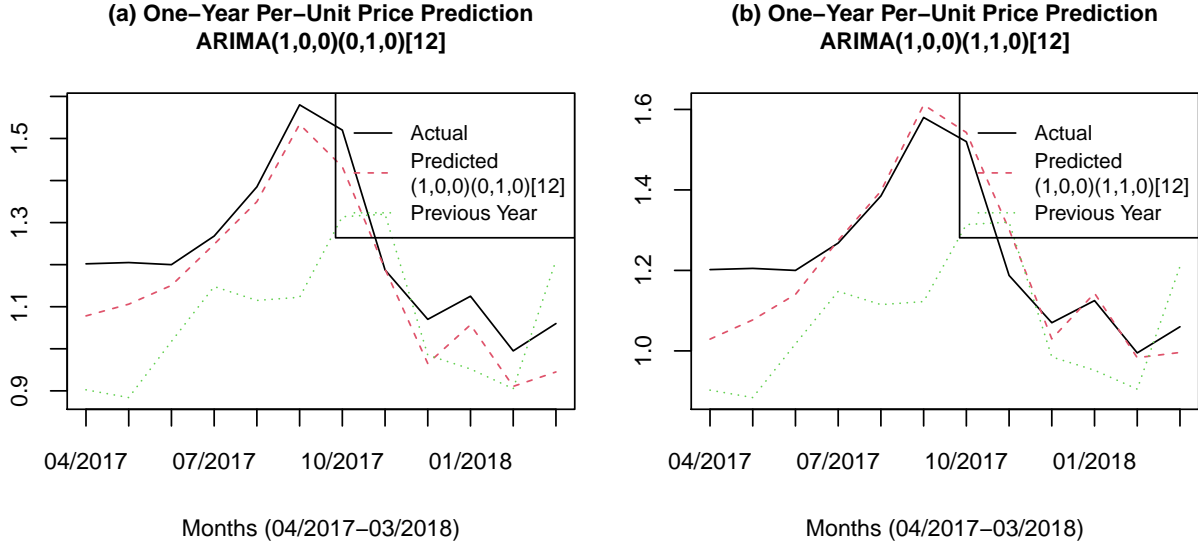 (a) One−Year Per−Unit Price Prediction
ARIMA(1,0,0)(0,1,0)[12]
0.9
1.1
1.3
1.5
Actual
Predicted
(1,0,0)(0,1,0)[12]
Previous Year
04/2017
07/2017
10/2017
01/2018
Months (04/2017−03/2018)
(b) One−Year Per−Unit Price Prediction
ARIMA(1,0,0)(1,1,0)[12]
1.0
1.2
1.4
1.6
Actual
Predicted
(1,0,0)(1,1,0)[12]
Previous Year
04/2017
07/2017
10/2017
01/2018
Months (04/2017−03/2018)